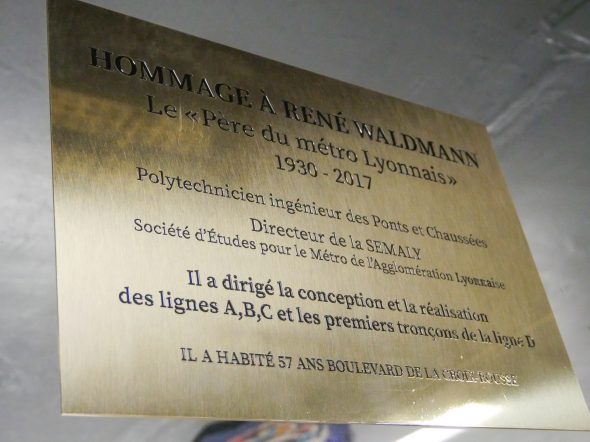 HOMMAGE À RENÉ WALDMANN
Le «Père du métro Lyonnais»
1930 - 2017
Polytechnicien ingénieur des Ponts et Chaussées
Directeur de la SEMALY
Société d'Études pour le Métro de l'Agglomération Lyonnaise
Il a dirigé la conception et la réalisation
des lignes A,B,C et les premiers tronçons de la ligne D
IL A HABITÉ 57 ANS BOULEVARD DE LA CROIX-ROUSSE